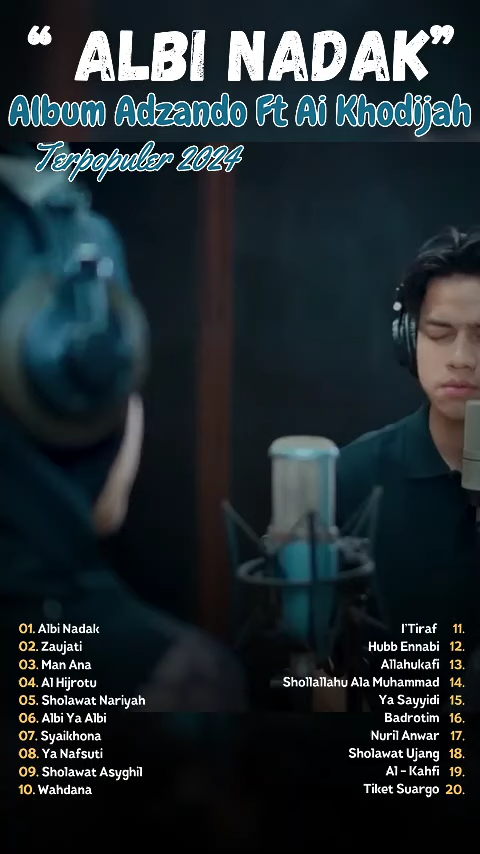 “ ALBI NADAK”
Album Adzando Ft Ai Khodijah
Terpopuler 2024
01. Albi Nadak
02. Zaujati
03. Man Ana
04. Al Hijrotu
05. Sholawat Nariyah
06. Albi Ya Albi
07. Syaikhona
08. Ya Nafsuti
09. Sholawat Asyghil
10. Wahdana
I'Tiraf 11.
Hubb Ennabi 12.
Allahukafi 13.
Shollallahu Ala Muhammad 14.
Ya Sayyidi 15.
Badrotim 16.
Nuril Anwar 17.
Sholawat Ujang 18.
Al - Kahfi 19.
Tiket Suargo 20.